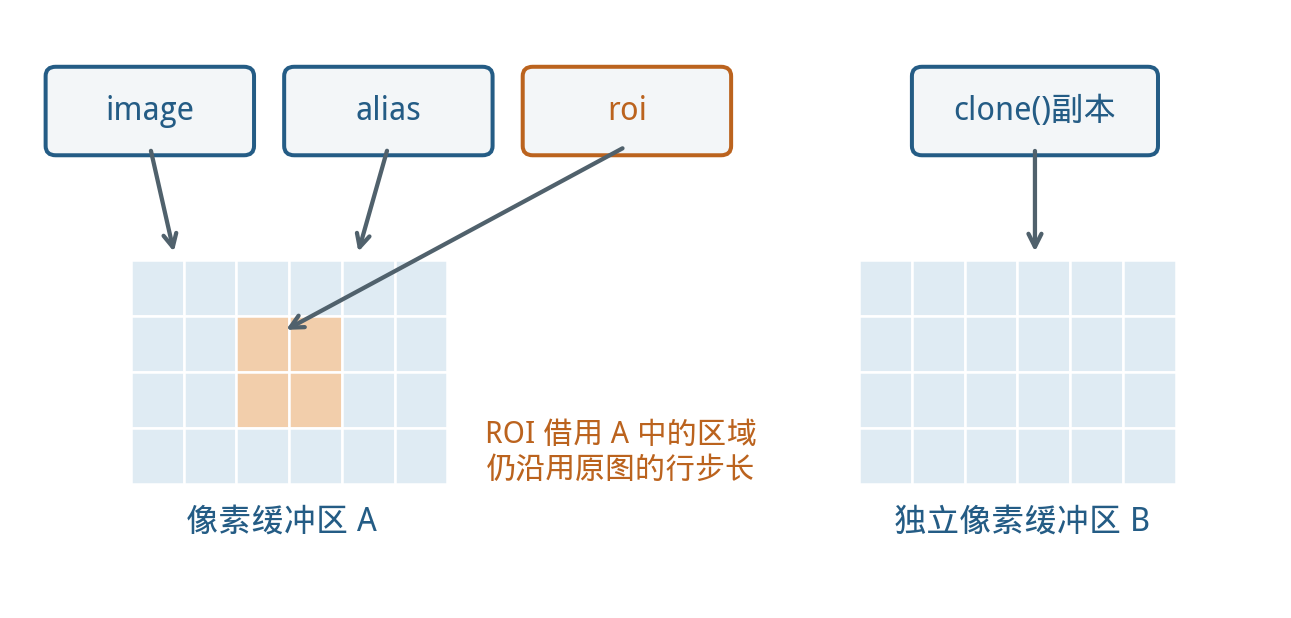 image
alias
roi
clone()副本
ROI 借用 A 中的区域
仍沿用原图的行步长
像素缓冲区 A
独立像素缓冲区 B